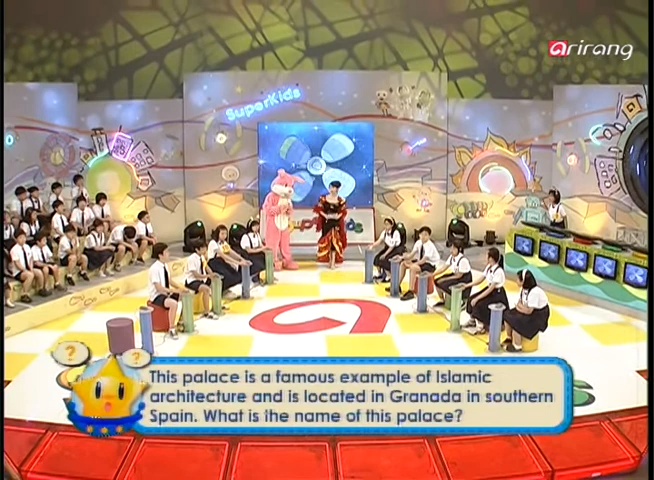 arirang
SuperKids
This palace is a famous example of Islamic
architecture and is located in Granada in southern
Spain. What is the name of this palace?
? ?